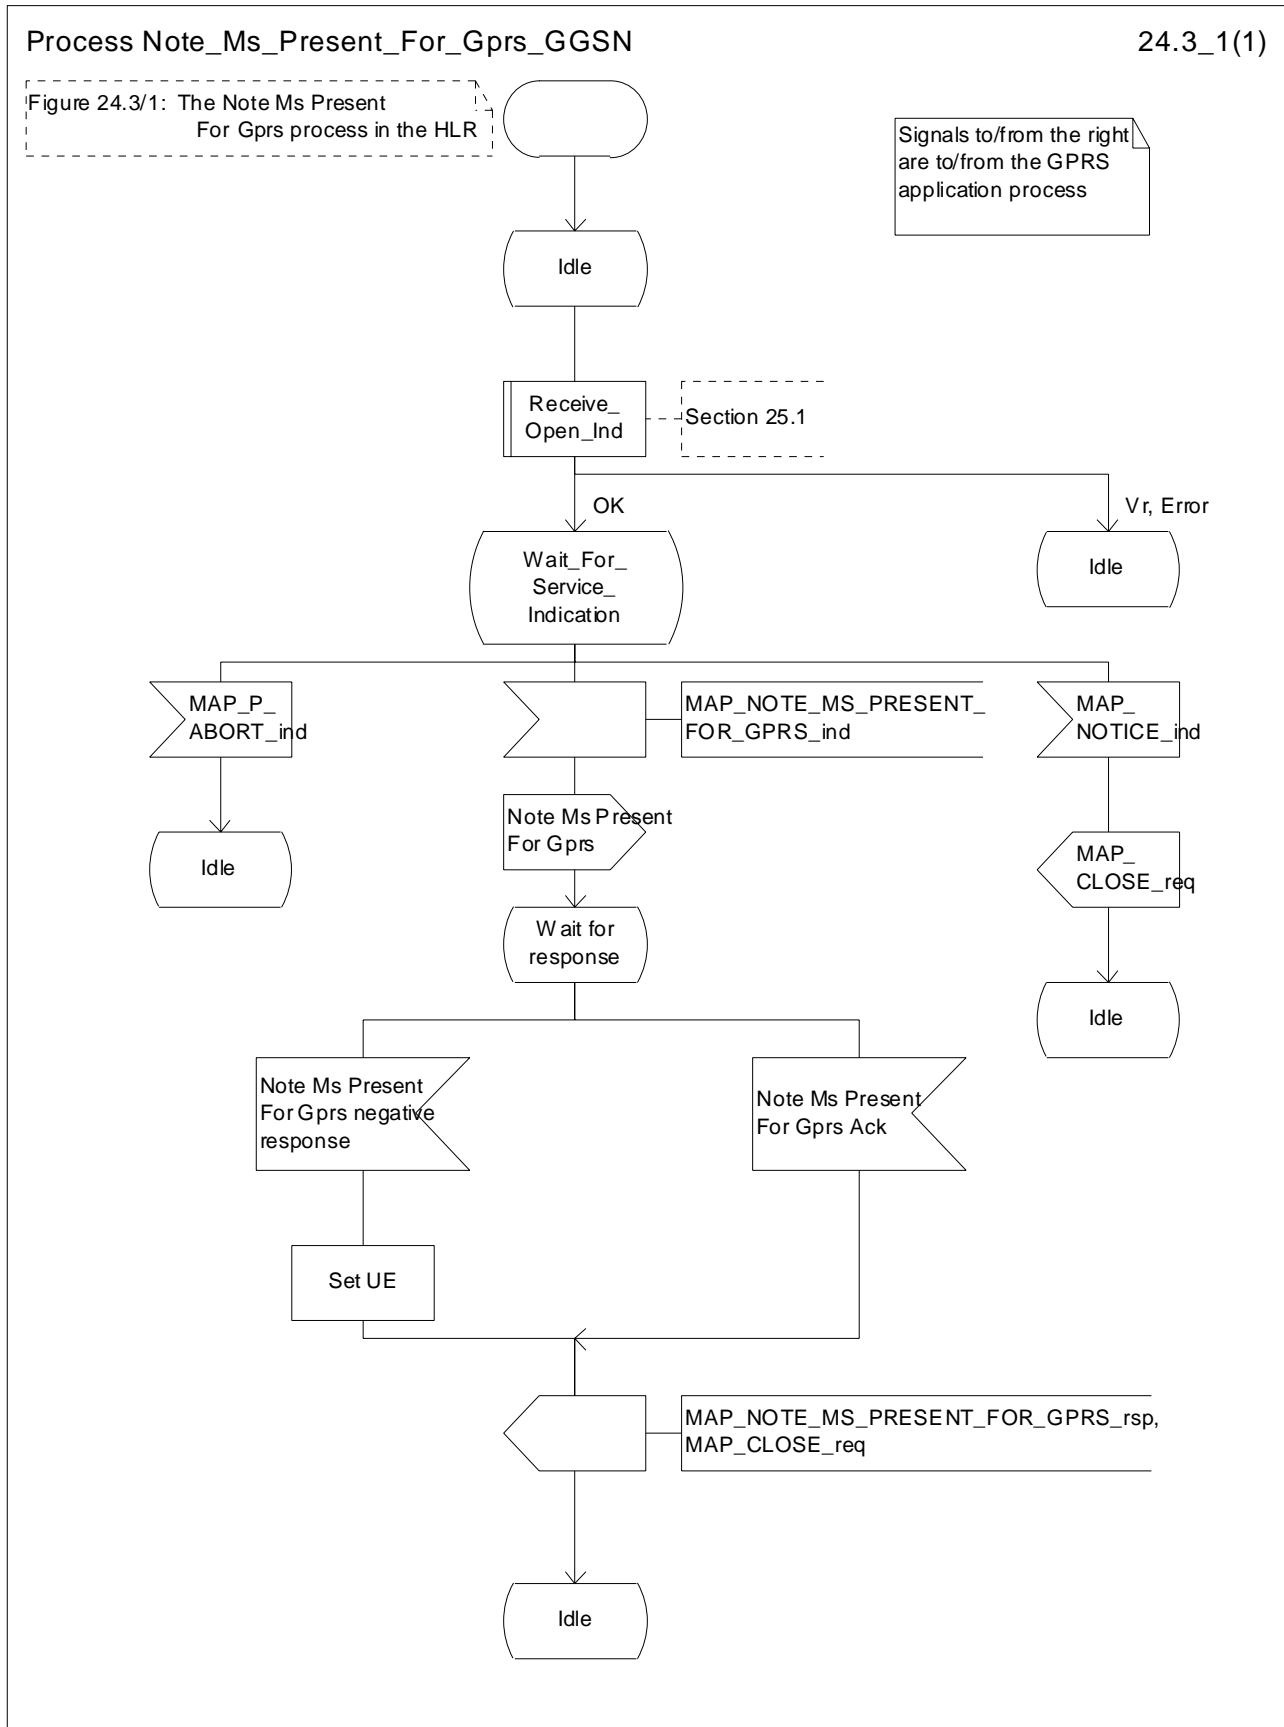 Process Note_Ms_Present_For_Gprs_GGSN
24.3_1(1)
Figure 24.3/1: The Note Ms Present
For Gprs process in the HLR
Signals to/from the right
are to/from the GPRS
application process
Idle
Receive_
Open_Ind
Section 25.1
OK
Vr, Error
Wait_For_
Service_
Indication
Idle
MAP_P_
ABORT_ind
MAP_NOTE_MS_PRESENT_
FOR_GPRS_ind
MAP_
NOTICE_ind
Note Ms Present
For Gprs
Idle
MAP_
CLOSE_req
Wait for
response
Idle
Note Ms Present
For Gprs negative
response
Note Ms Present
For Gprs Ack
Set UE
MAP_NOTE_MS_PRESENT_FOR_GPRS_rsp,
MAP_CLOSE_req
Idle